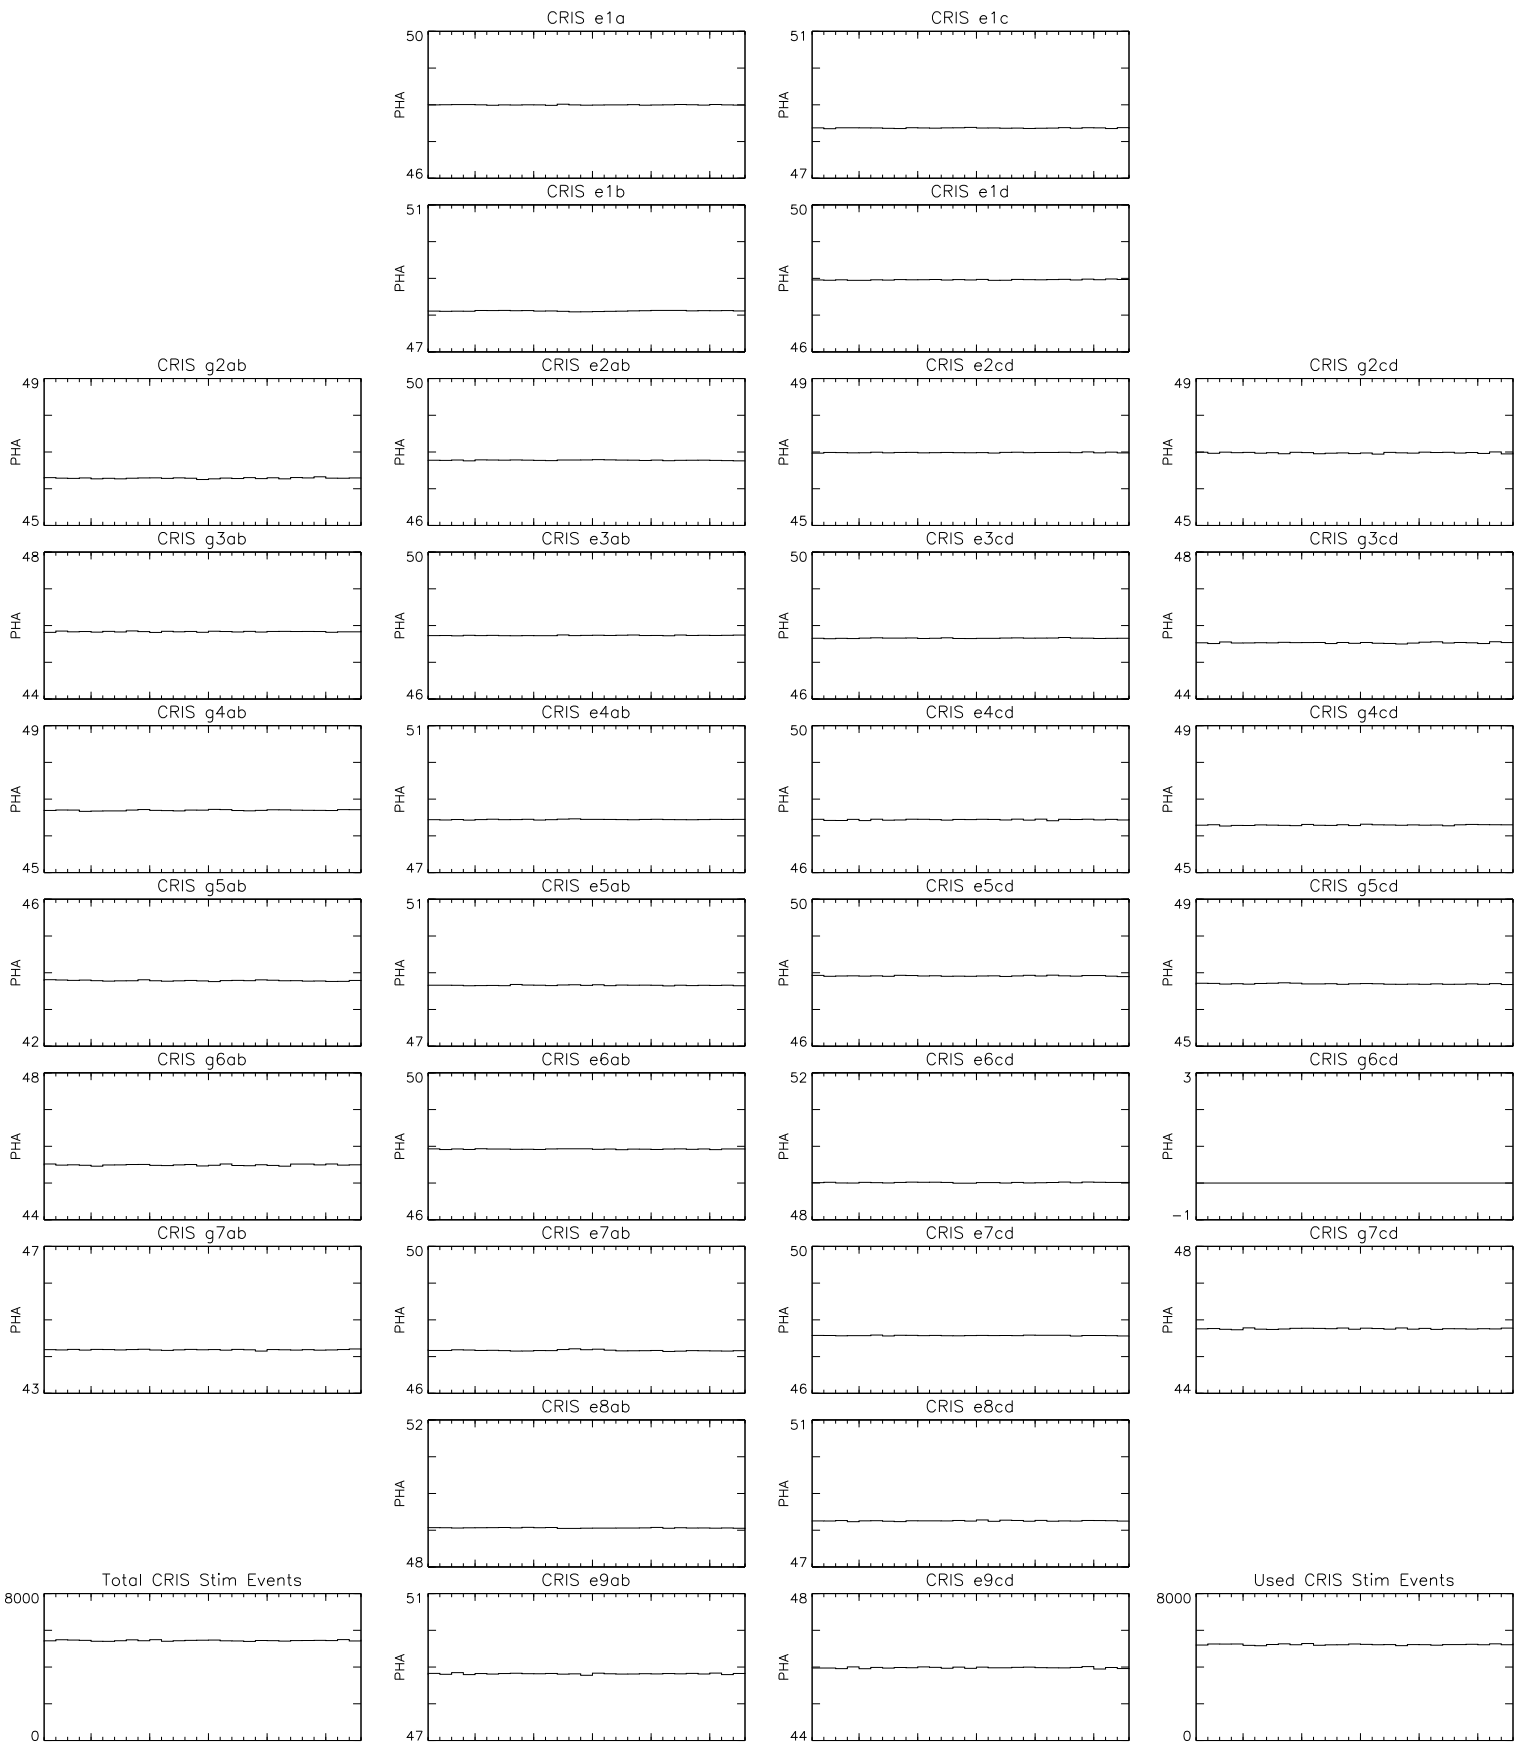 CRIS e1a
50
PHA
46
CRIS e1c
51
PHA
47
CRIS e1b
51
PHA
47
CRIS e1d
50
PHA
46
CRIS g2ab
49
PHA
45
CRIS e2ab
50
PHA
46
CRIS e2cd
49
PHA
45
CRIS g2cd
49
PHA
45
CRIS g3ab
48
PHA
44
CRIS e3ab
50
PHA
46
CRIS e3cd
50
PHA
46
CRIS g3cd
48
PHA
44
CRIS g4ab
49
PHA
45
CRIS e4ab
51
PHA
47
CRIS e4cd
50
PHA
46
CRIS g4cd
49
PHA
45
CRIS g5ab
46
PHA
42
CRIS e5ab
51
PHA
47
CRIS e5cd
50
PHA
46
CRIS g5cd
49
PHA
45
CRIS g6ab
48
PHA
44
CRIS e6ab
50
PHA
46
CRIS e6cd
52
PHA
48
CRIS g6cd
3
PHA
-1
CRIS g7ab
47
PHA
43
CRIS e7ab
50
PHA
46
CRIS e7cd
50
PHA
46
CRIS g7cd
48
PHA
44
CRIS e8ab
52
PHA
48
CRIS e8cd
51
PHA
47
Total CRIS Stim Events
8000
0
CRIS e9ab
51
PHA
47
CRIS e9cd
48
PHA
44
Used CRIS Stim Events
8000
0